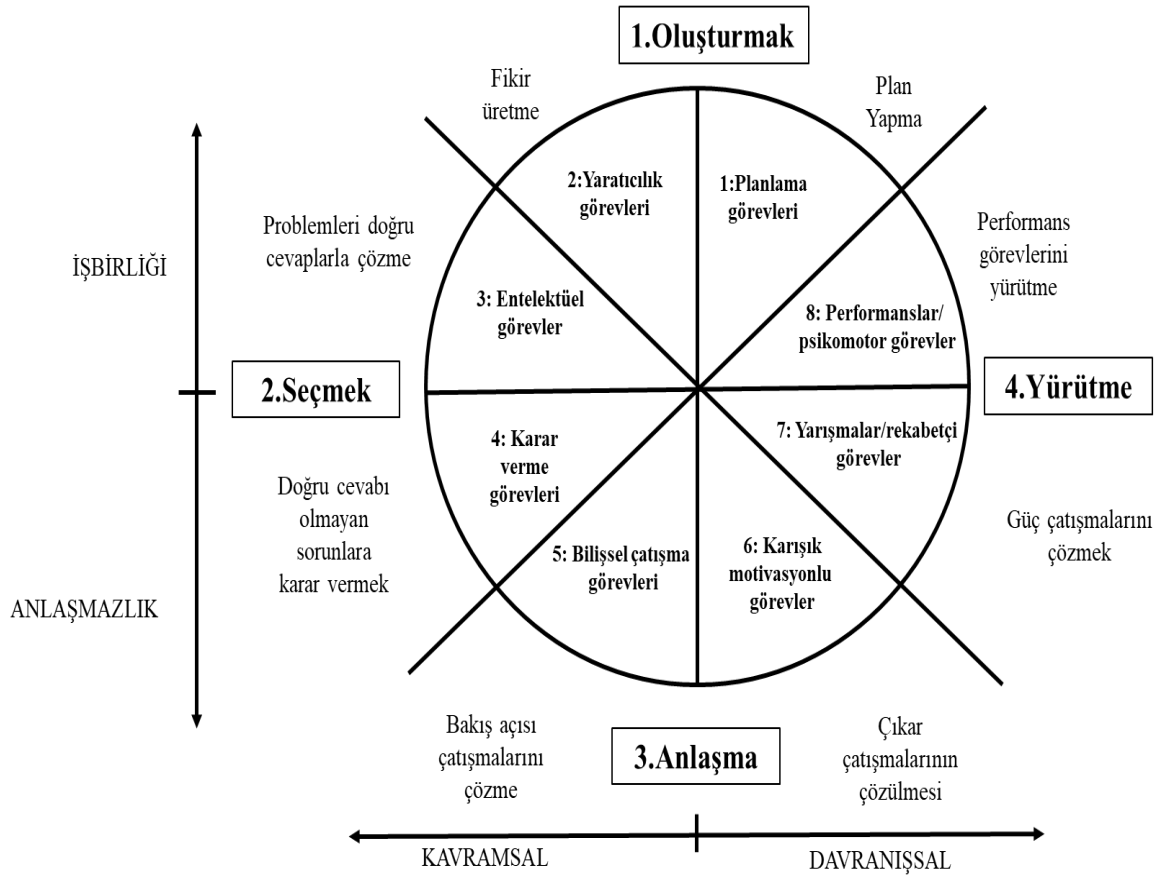 1.Oluşturmak
Fikir
üretme
Plan
Yapma
2:Yaratıcılık
görevleri
1:Planlama
görevleri
Problemleri doğru
cevaplarla çözme
Performans
görevlerini
yürütme
İŞBİRLİĞİ
3: Entelektüel
görevler
8: Performanslar/
psikomotor görevler
2.Seçmek
4.Yürütme
4: Karar
verme
görevleri
7: Yarışmalar/rekabetçi
görevler
Doğru cevabı
olmayan
sorunlara
karar vermek
Güç çatışmalarını
çözmek
5: Bilişsel çatışma
görevleri
6: Karışık
motivasyonlu
görevler
ANLAŞMAZLIK
Bakış açısı
çatışmalarını
çözme
3.Anlaşma
Çıkar
çatışmalarının
çözülmesi
KAVRAMSAL
DAVRANIŞSAL